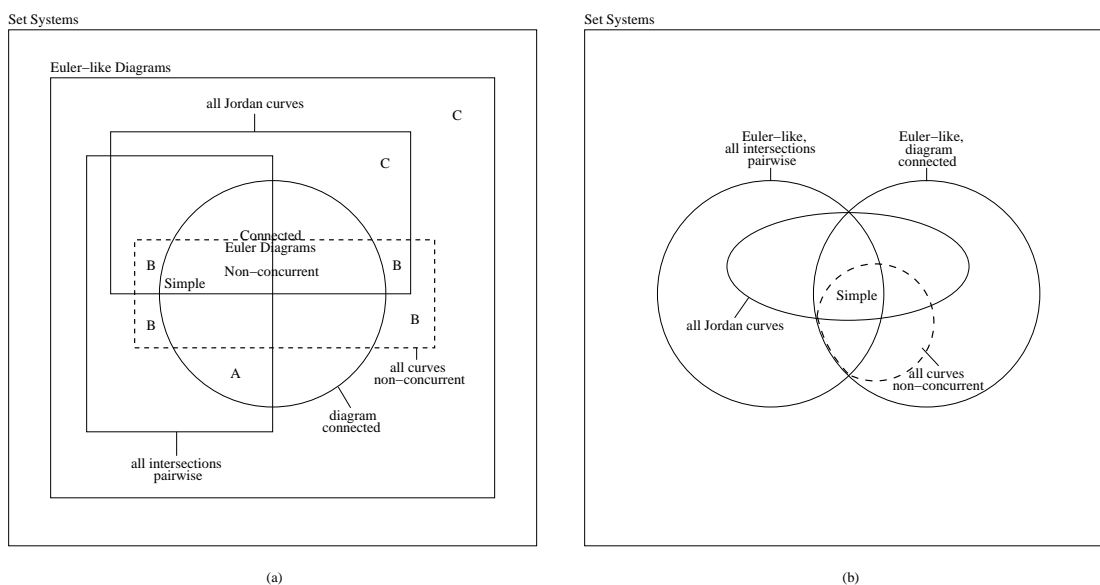 Set Systems
Euler−like Diagrams
all Jordan curves
C
C
Connected
Euler Diagrams
B
Non−concurrent
B
Simple
B
B
A
all curves
non−concurrent
diagram
connected
all intersections
pairwise
(a)
Set Systems
Euler−like,
all intersections
pairwise
Euler−like,
diagram
connected
Simple
all Jordan curves
all curves
non−concurrent
(b)